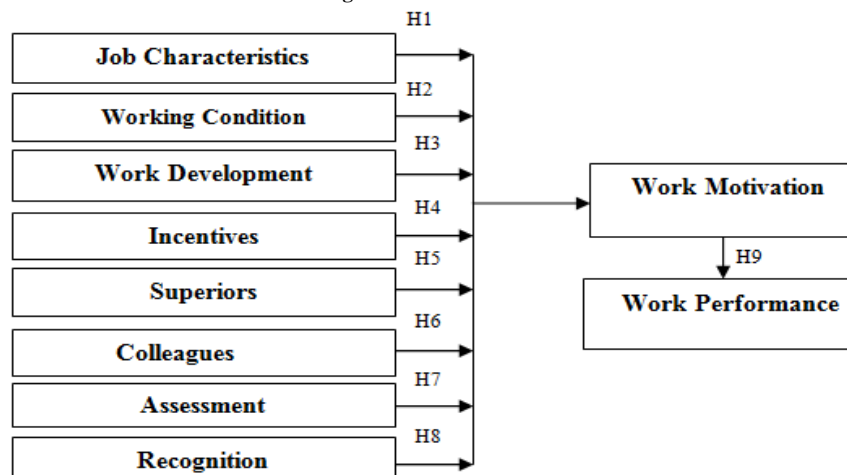 H1
Job Characteristics
H2
Working Condition
H3
Work Development
H4
Incentives
H5
Superiors
H6
Colleagues
H7
Assessment
H8
Recognition
Work Motivation
H9
Work Performance